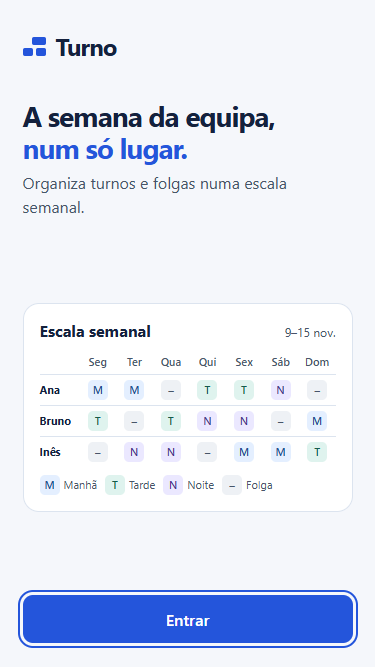 Turno
A semana da equipa,
num só lugar.
Organiza turnos e folgas numa escala
semanal.
Escala semanal 9–15 nov.
Seg Ter Qua Qui Sex Sáb Dom
Ana M M – T T N –
Bruno T – T N N – M
Inês – N N – M M T
M Manhã T Tarde N Noite – Folga
Entrar